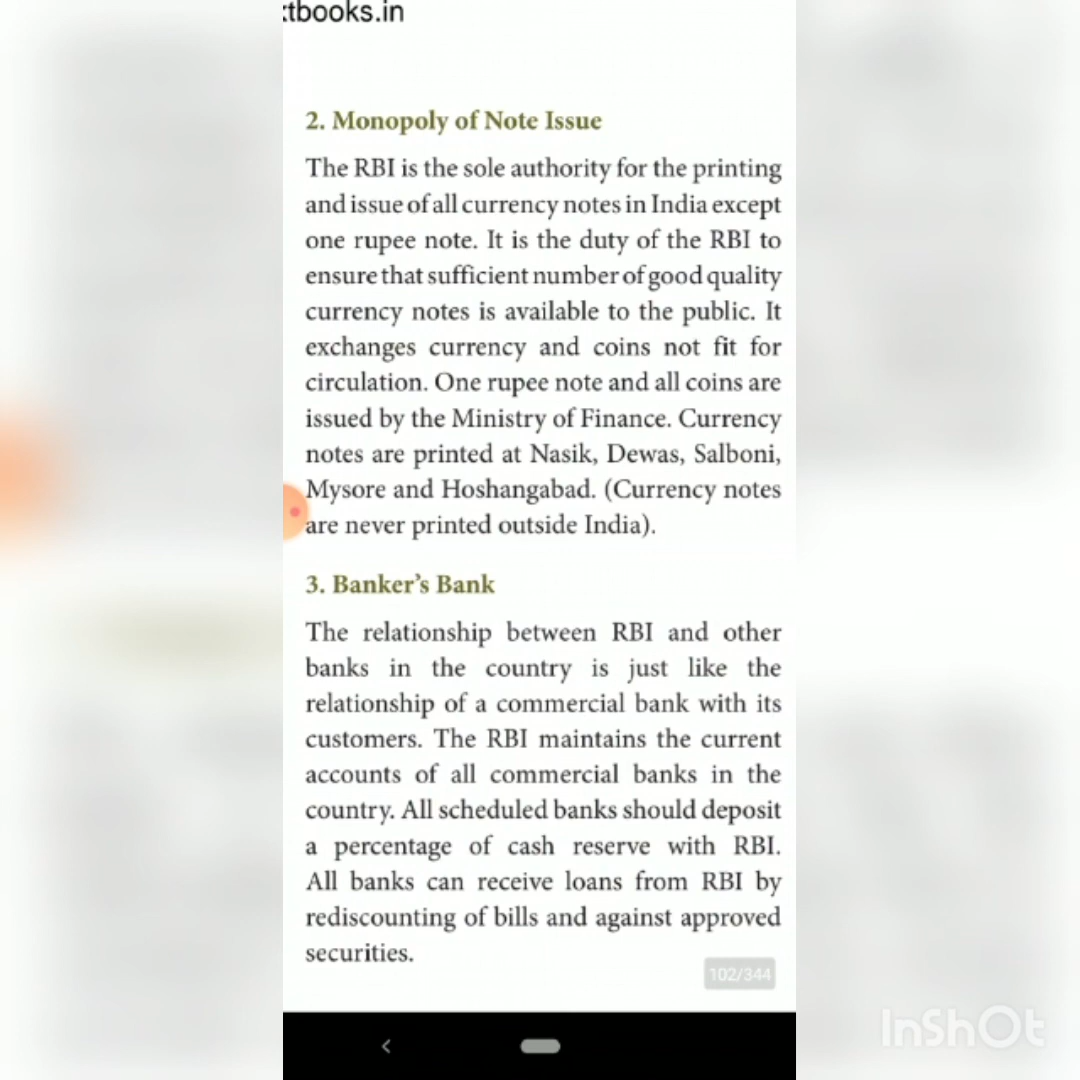 tbooks.in
2. Monopoly of Note Issue
The RBI is the sole authority for the printing
and issue of all currency notes in India except
one rupee note. It is the duty of the RBI to
ensure that sufficient number of good quality
currency notes is available to the public. It
exchanges currency and coins not fit for
circulation. One rupee note and all coins are
issued by the Ministry of Finance. Currency
notes are printed at Nasik, Dewas, Salboni,
Mysore and Hoshangabad. (Currency notes
are never printed outside India).
3. Banker's Bank
The relationship between RBI and other
banks in the country is just like the
relationship of a commercial bank with its
customers. The RBI maintains the current
accounts of all commercial banks in the
country. All scheduled banks should deposit
a percentage of cash reserve with RBI.
All banks can receive loans from RBI by
rediscounting of bills and against approved
securities.
102/344
InShOt